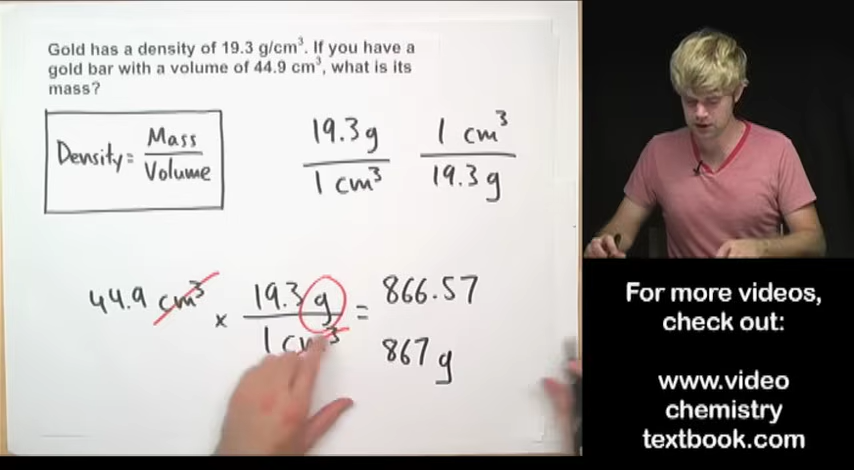 Gold has a density of 19.3 g/cm³. If you have a
gold bar with a volume of 44.9 cm³, what is its
mass?
Density = Mass
Volume
19.3 g
1 cm³
1 cm³
19.3 g
44.9 cm³ x 19.3 g = 866.57
1 cm³
867 g
For more videos,
check out:
www.video
chemistry
textbook.com